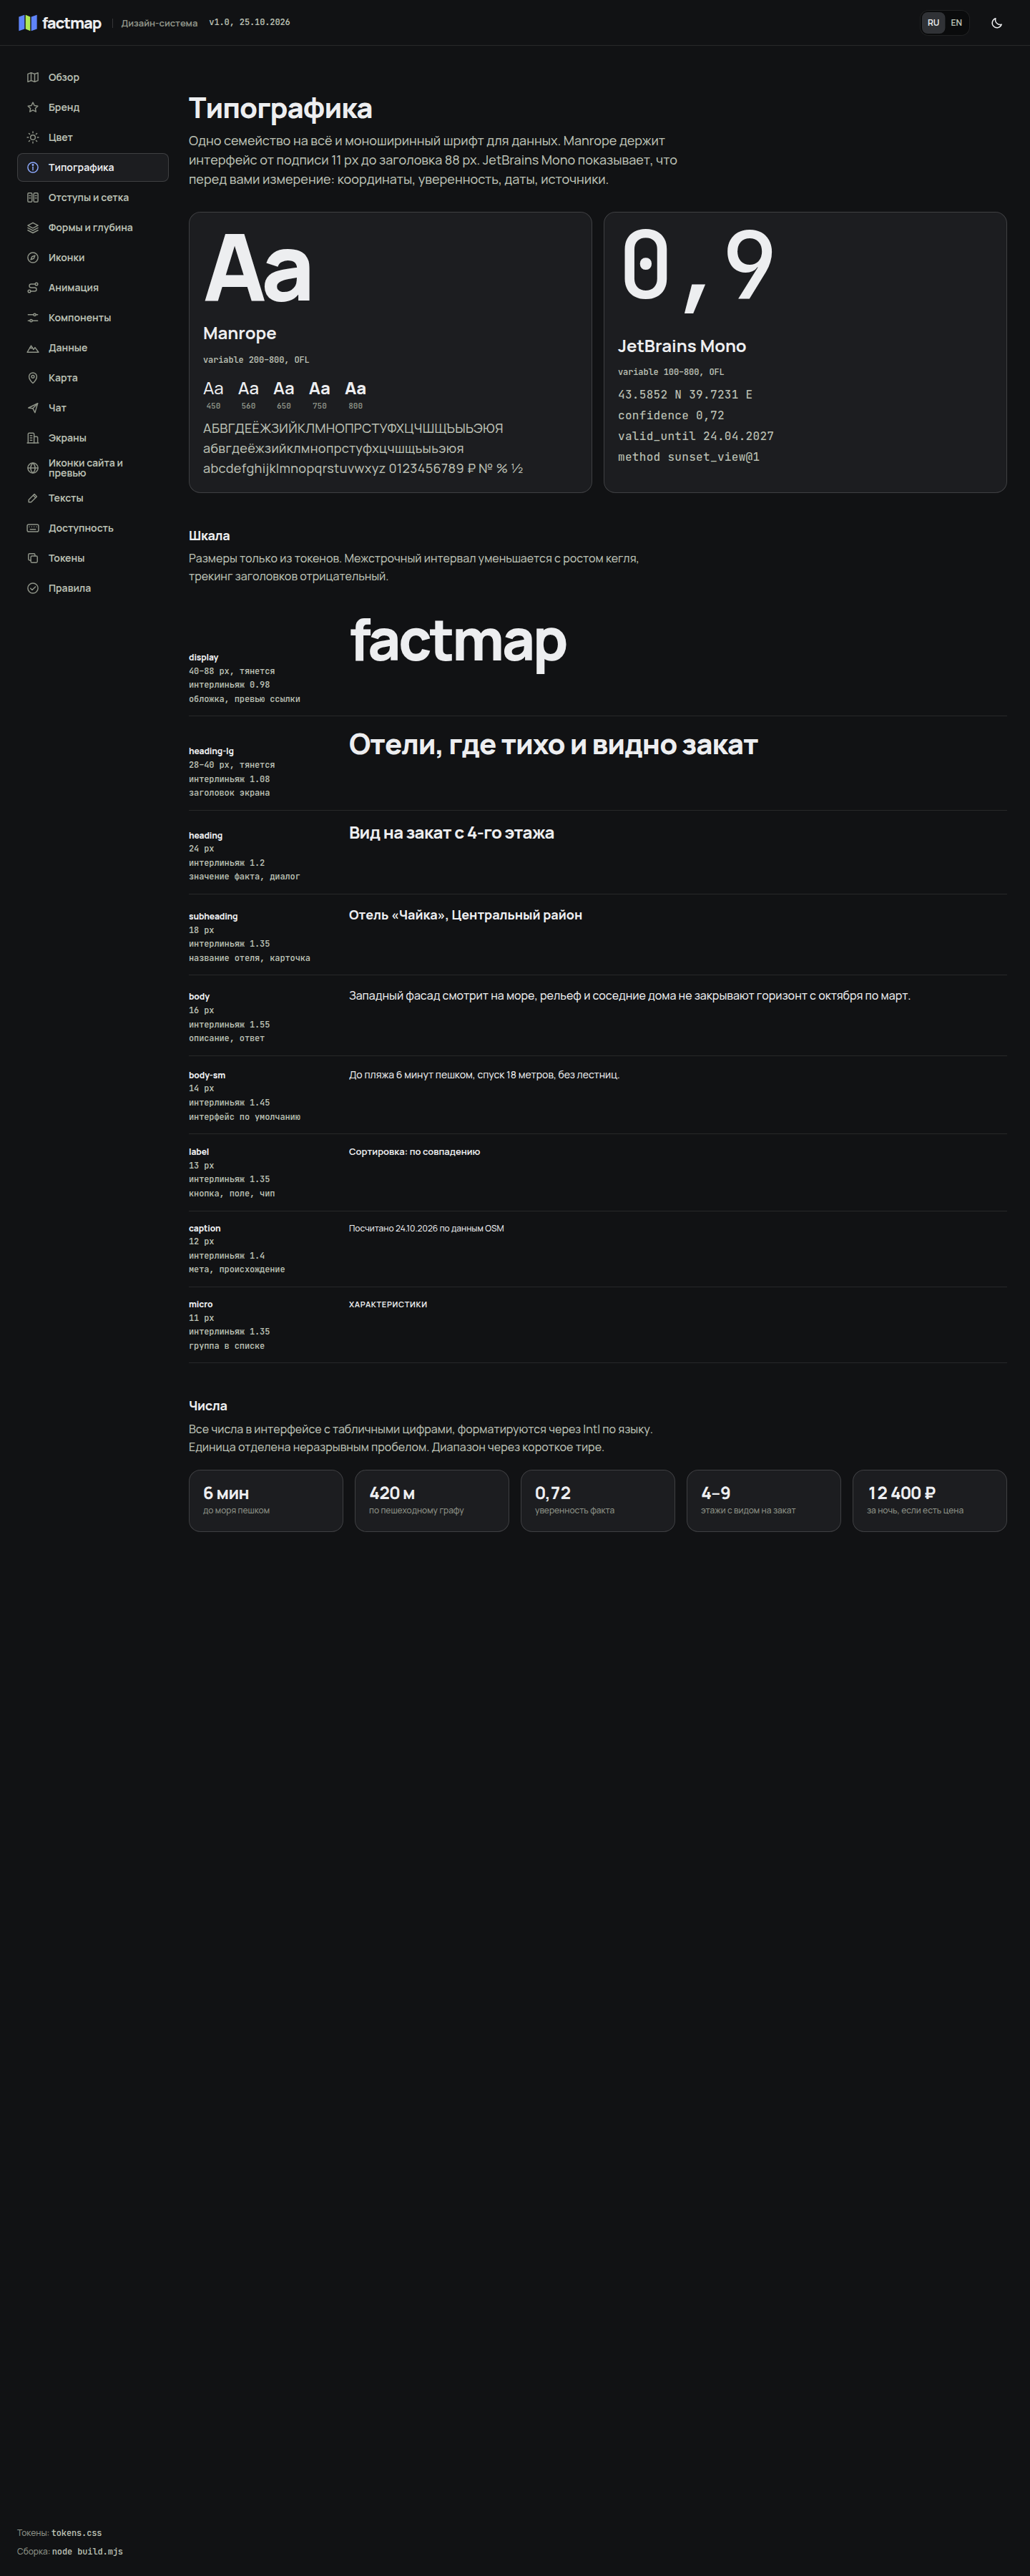 factmap
Дизайн-система
v1.0, 25.10.2026
RU EN
Обзор
Бренд
Цвет
Типографика
Отступы и сетка
Формы и глубина
Иконки
Анимация
Компоненты
Данные
Карта
Чат
Экраны
Иконки сайта и
превью
Тексты
Доступность
Токены
Правила
Типографика
Одно семейство на всё и моноширинный шрифт для данных. Manrope держит
интерфейс от подписи 11 px до заголовка 88 px. JetBrains Mono показывает, что
перед вами измерение: координаты, уверенность, даты, источники.
Aa
Manrope
variable 200–800, OFL
Aa Aa Aa Aa Aa
450 560 650 750 800
АБВГДЕЁЖЗИЙКЛМНОПРСТУФХЦЧШЩЪЫЬЭЮЯ
абвгдеёжзийклмнопрстуфхцчшщъыьэюя
abcdefghijklmnopqrstuvwxyz 0123456789 ₽ № % ½
0,9
JetBrains Mono
variable 100–800, OFL
43.5852 N 39.7231 E
confidence 0,72
valid_until 24.04.2027
method sunset_view@1
Шкала
Размеры только из токенов. Межстрочный интервал уменьшается с ростом кегля,
трекинг заголовков отрицательный.
display
40–88 px, тянется
интерлиньяж 0.98
обложка, превью ссылки
factmap
heading-lg
28–40 px, тянется
интерлиньяж 1.08
заголовок экрана
Отели, где тихо и видно закат
heading
24 px
интерлиньяж 1.2
значение факта, диалог
Вид на закат с 4-го этажа
subheading
18 px
интерлиньяж 1.35
название отеля, карточка
Отель «Чайка», Центральный район
body
16 px
интерлиньяж 1.55
описание, ответ
Западный фасад смотрит на море, рельеф и соседние дома не закрывают горизонт с октября по март.
body-sm
14 px
интерлиньяж 1.45
интерфейс по умолчанию
До пляжа 6 минут пешком, спуск 18 метров, без лестниц.
label
13 px
интерлиньяж 1.35
кнопка, поле, чип
Сортировка: по совпадению
caption
12 px
интерлиньяж 1.4
мета, происхождение
Посчитано 24.10.2026 по данным OSM
micro
11 px
интерлиньяж 1.35
группа в списке
ХАРАКТЕРИСТИКИ
Числа
Все числа в интерфейсе с табличными цифрами, форматируются через Intl по языку.
Единица отделена неразрывным пробелом. Диапазон через короткое тире.
6 мин
до моря пешком
420 м
по пешеходному графу
0,72
уверенность факта
4–9
этажи с видом на закат
12 400 ₽
за ночь, если есть цена
Токены: tokens.css
Сборка: node build.mjs